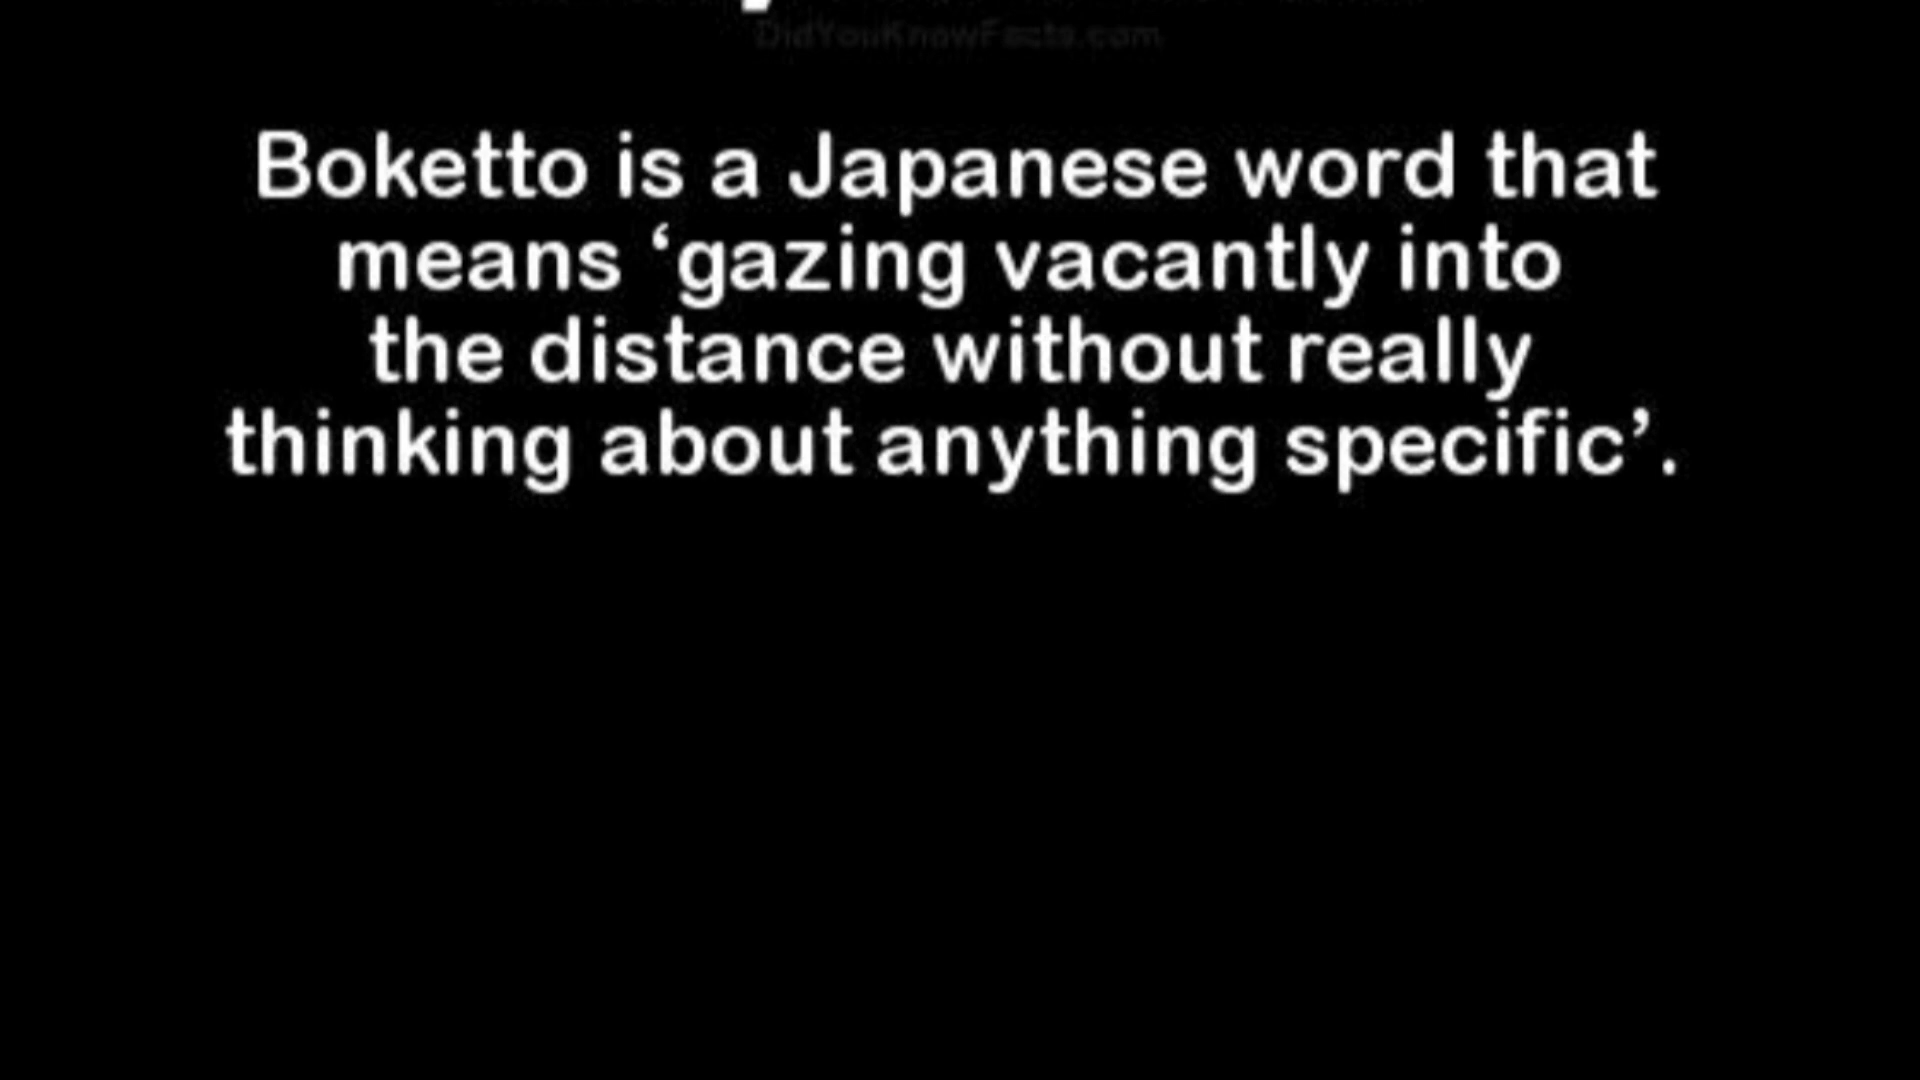 DidYouKnowFacts.com
Boketto is a Japanese word that
means ‘gazing vacantly into
the distance without really
thinking about anything specific’.